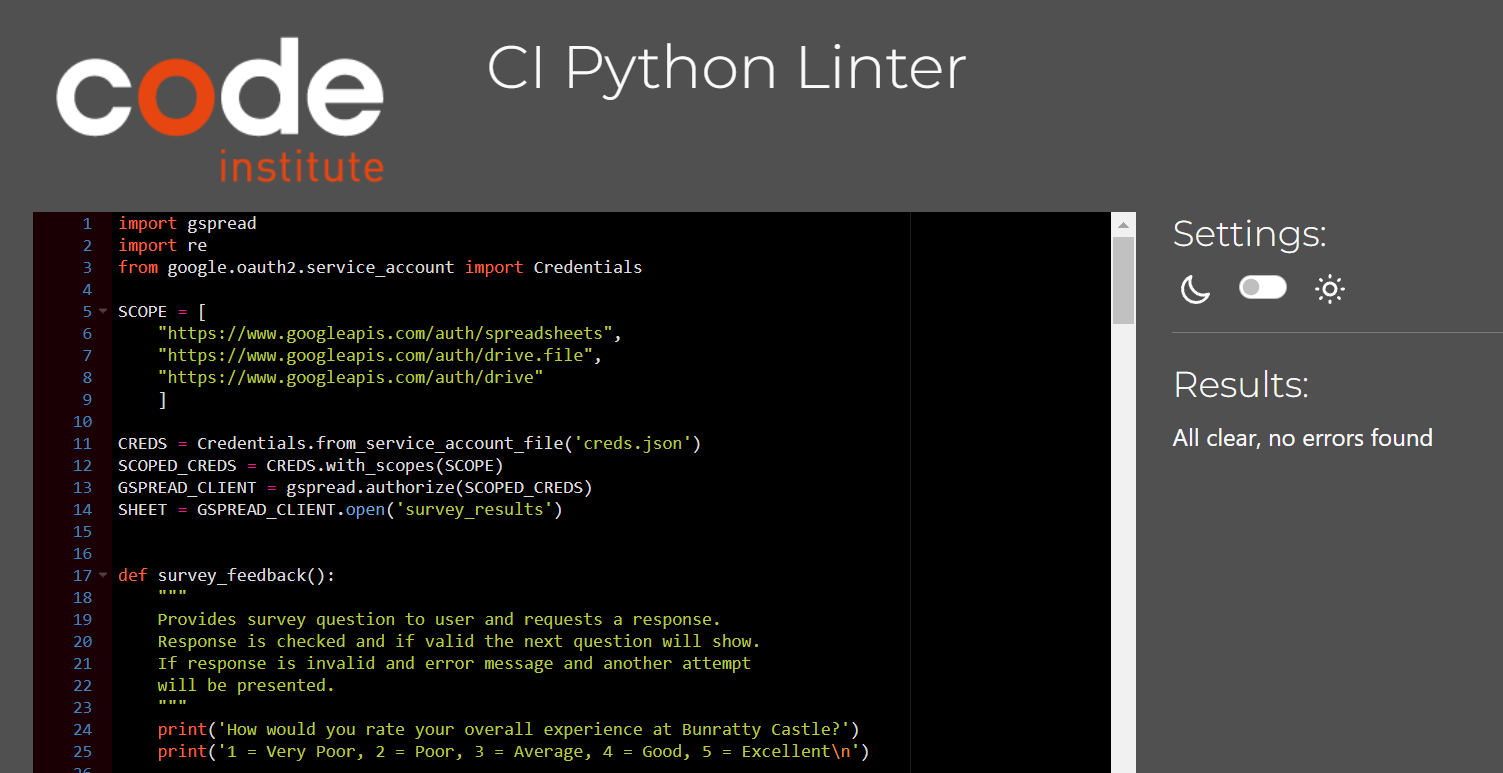 code
institute
CI Python Linter
1 import gspread
2 import re
3 from google.oauth2.service_account import Credentials
4
5 SCOPE = [
6     "https://www.googleapis.com/auth/spreadsheets",
7     "https://www.googleapis.com/auth/drive.file",
8     "https://www.googleapis.com/auth/drive"
9     ]
10
11 CREDS = Credentials.from_service_account_file('creds.json')
12 SCOPED_CREDS = CREDS.with_scopes(SCOPE)
13 GSPREAD_CLIENT = gspread.authorize(SCOPED_CREDS)
14 SHEET = GSPREAD_CLIENT.open('survey_results')
15
16
17 def survey_feedback():
18     """
19     Provides survey question to user and requests a response.
20     Response is checked and if valid the next question will show.
21     If response is invalid and error message and another attempt
22     will be presented.
23     """
24     print('How would you rate your overall experience at Bunratty Castle?')
25     print('1 = Very Poor, 2 = Poor, 3 = Average, 4 = Good, 5 = Excellent\n')
Settings:
Results:
All clear, no errors found